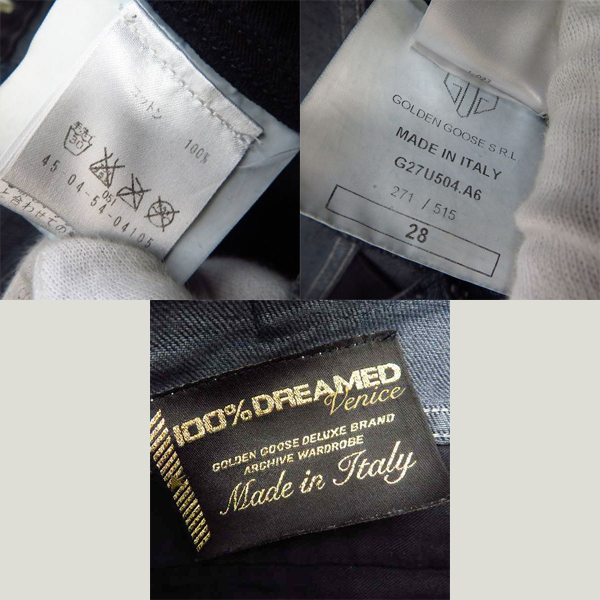 コットン 100%
45 04-54-04105
GOLDEN GOOSE S.R.L
MADE IN ITALY
G27U504.A6
271 / 515
28
100% DREAMED
Venice
GOLDEN GOOSE DELUXE BRAND
ARCHIVE WARDROBE
Made in Italy